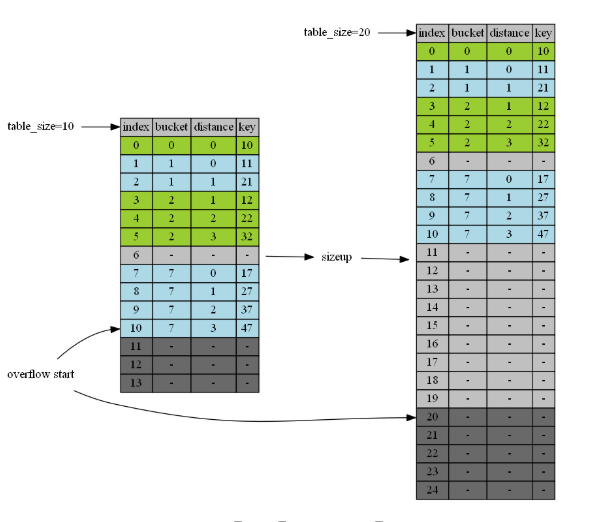 table_size=20
index bucket distance key
0 0 0 10
1 1 0 11
2 1 1 21
3 2 1 12
4 2 2 22
5 2 3 32
6 - - -
7 7 0 17
8 7 1 27
9 7 2 37
10 7 3 47
11 - - -
12 - - -
13 - - -
14 - - -
15 - - -
16 - - -
17 - - -
18 - - -
19 - - -
20 - - -
21 - - -
22 - - -
23 - - -
24 - - -
table_size=10
index bucket distance key
0 0 0 10
1 1 0 11
2 1 1 21
3 2 1 12
4 2 2 22
5 2 3 32
6 - - -
7 7 0 17
8 7 1 27
9 7 2 37
10 7 3 47
11 - - -
12 - - -
13 - - -
sizeup
overflow start